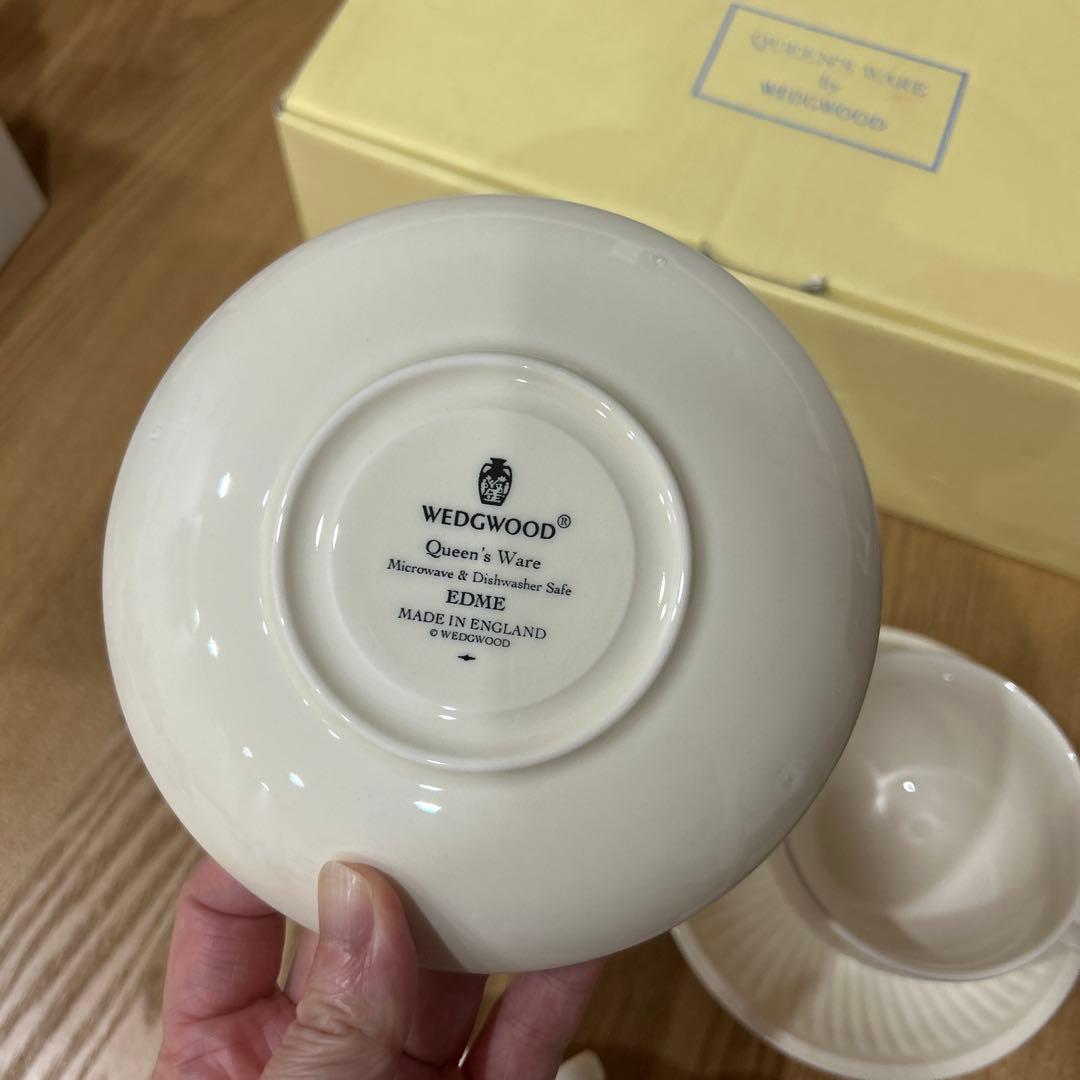 QUEEN'S WARE
by
WEDGWOOD
WEDGWOOD®
Queen's Ware
Microwave & Dishwasher Safe
EDME
MADE IN ENGLAND
© WEDGWOOD